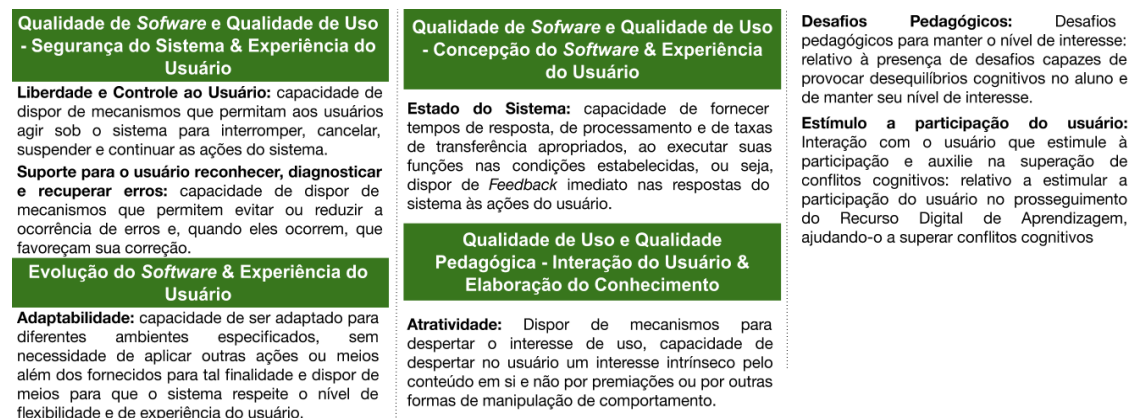 Qualidade de Sofware e Qualidade de Uso
- Segurança do Sistema & Experiência do
Usuário
Liberdade e Controle ao Usuário: capacidade de
dispor de mecanismos que permitam aos usuários
agir sob o sistema para interromper, cancelar,
suspender e continuar as ações do sistema.
Suporte para o usuário reconhecer, diagnosticar
e recuperar erros: capacidade de dispor de
mecanismos que permitem evitar ou reduzir a
ocorrência de erros e, quando eles ocorrem, que
favoreçam sua correção.
Evolução do Software & Experiência do
Usuário
Adaptabilidade: capacidade de ser adaptado para
diferentes ambientes especificados, sem
necessidade de aplicar outras ações ou meios
além dos fornecidos para tal finalidade e dispor de
meios para que o sistema respeite o nível de
flexibilidade e de experiência do usuário.
Qualidade de Sofware e Qualidade de Uso
- Concepção do Software & Experiência
do Usuário
Estado do Sistema: capacidade de fornecer
tempos de resposta, de processamento e de taxas
de transferência apropriados, ao executar suas
funções nas condições estabelecidas, ou seja,
dispor de Feedback imediato nas respostas do
sistema às ações do usuário.
Qualidade de Uso e Qualidade
Pedagógica - Interação do Usuário &
Elaboração do Conhecimento
Atratividade: Dispor de mecanismos para
despertar o interesse de uso, capacidade de
despertar no usuário um interesse intrínseco pelo
conteúdo em si e não por premiações ou por outras
formas de manipulação de comportamento.
Desafios Pedagógicos: Desafios
pedagógicos para manter o nível de interesse:
relativo à presença de desafios capazes de
provocar desequilíbrios cognitivos no aluno e
de manter seu nível de interesse.
Estímulo a participação do usuário:
Interação com o usuário que estimule à
participação e auxilie na superação de
conflitos cognitivos: relativo a estimular a
participação do usuário no prosseguimento
do Recurso Digital de Aprendizagem,
ajudando-o a superar conflitos cognitivos